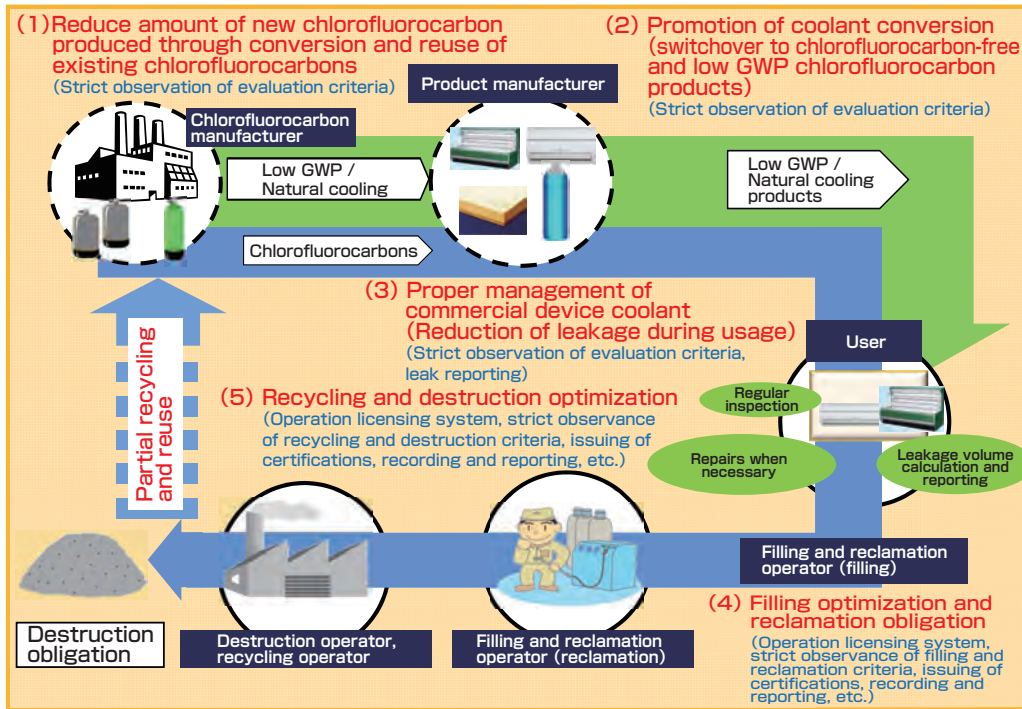 (1) Reduce amount of new chlorofluorocarbon
produced through conversion and reuse of
existing chlorofluorocarbons
(Strict observation of evaluation criteria)
(2) Promotion of coolant conversion
(switchover to chlorofluorocarbon-free
and low GWP chlorofluorocarbon
products)
(Strict observation of evaluation criteria)
Product manufacturer
Chlorofluorocarbon
manufacturer
Low GWP /
Natural cooling
Low GWP /
Natural cooling
products
Chlorofluorocarbons
(3) Proper management of
commercial device coolant
(Reduction of leakage during usage)
(Strict observation of evaluation criteria,
leak reporting)
User
Regular
inspection
Repairs when
necessary
Leakage volume
calculation and
reporting
(5) Recycling and destruction optimization
(Operation licensing system, strict observance
of recycling and destruction criteria, issuing of
certifications, recording and reporting, etc.)
Partial recycling
and reuse
Filling and reclamation
operator (filling)
(4) Filling optimization and
reclamation obligation
(Operation licensing system,
strict observance of filling and
reclamation criteria, issuing of
certifications, recording and
reporting, etc.)
Destruction
obligation
Destruction operator,
recycling operator
Filling and reclamation
operator (reclamation)